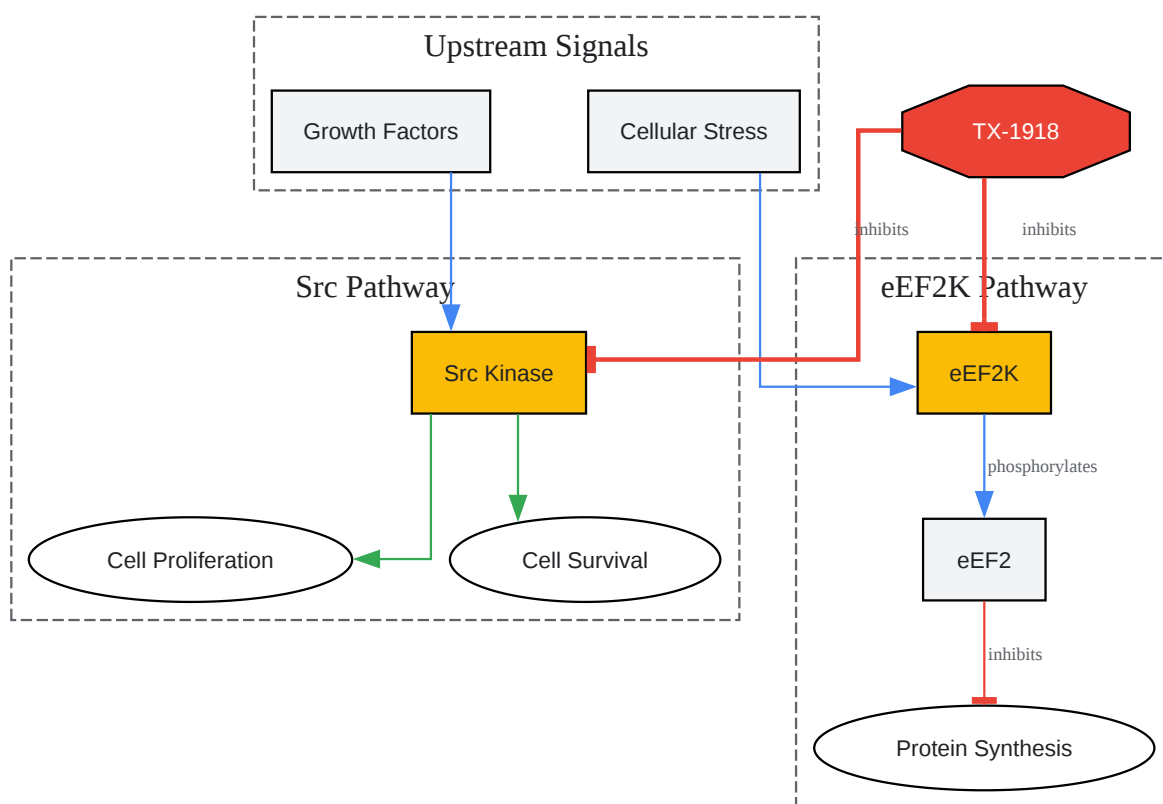 Upstream Signals
Growth Factors
Cellular Stress
TX-1918
inhibits
inhibits
Src Pathway
eEF2K Pathway
Src Kinase
eEF2K
phosphorylates
Cell Proliferation
Cell Survival
eEF2
inhibits
Protein Synthesis